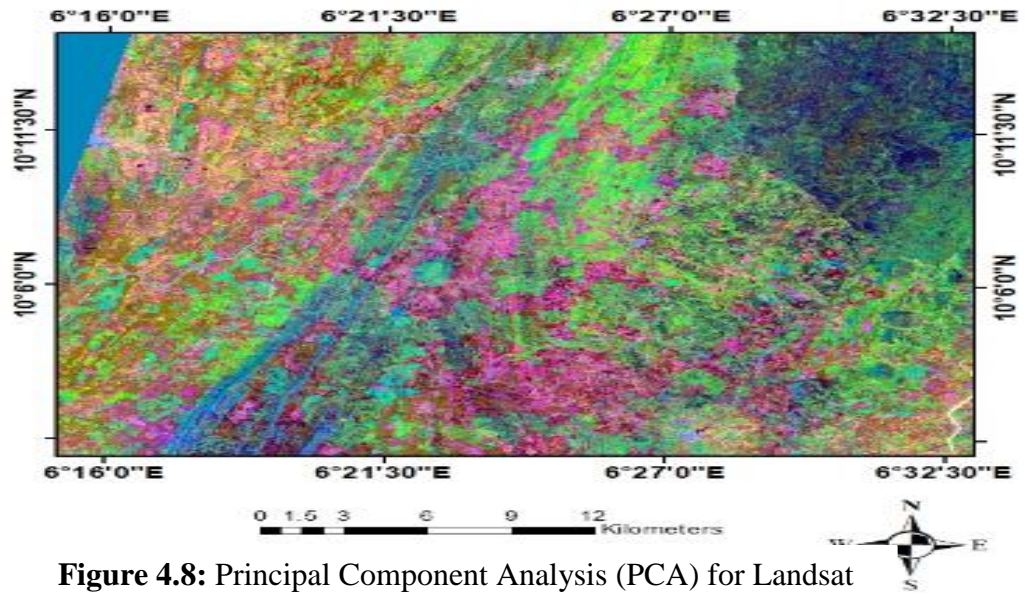 6°16'0"E 6°21'30"E 6°27'0"E 6°32'30"E
10°11'30"N 10°11'30"N
10°6'0"N 10°6'0"N
6°16'0"E 6°21'30"E 6°27'0"E 6°32'30"E
0 1.5 3 6 9 12
Kilometers
N
W E
S
Figure 4.8: Principal Component Analysis (PCA) for Landsat